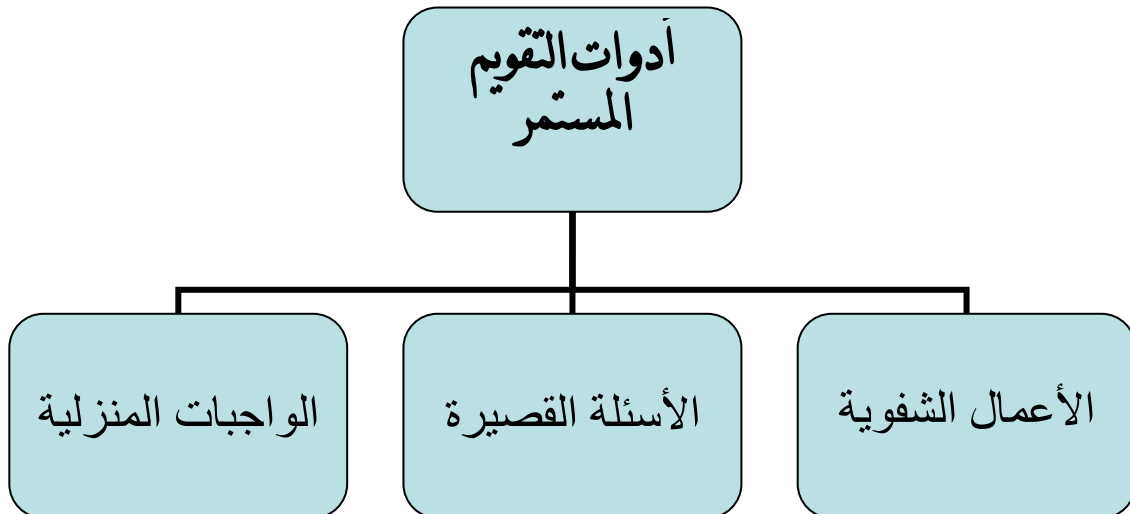 أدوات التقويم
المستمر
الأعمال الشفوية
الأسئلة القصيرة
الواجبات المنزلية